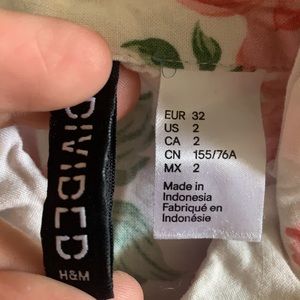 DIVIDED
H&M
EUR 32
US 2
CA 2
CN 155/76A
MX 2
Made in
Indonesia
Fabriqué en
Indonésie